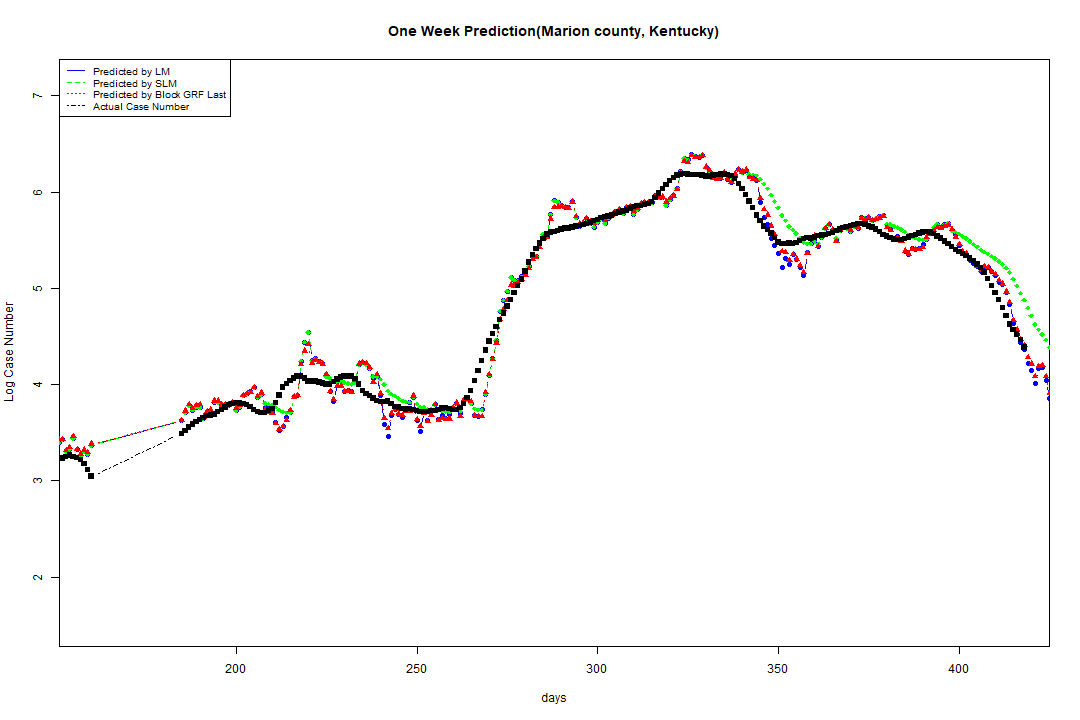 One Week Prediction(Marion county, Kentucky)
Predicted by LM
Predicted by SLM
Predicted by Block GRF Last
Actual Case Number
7
6
5
4
3
2
Log Case Number
200 250 300 350 400
days